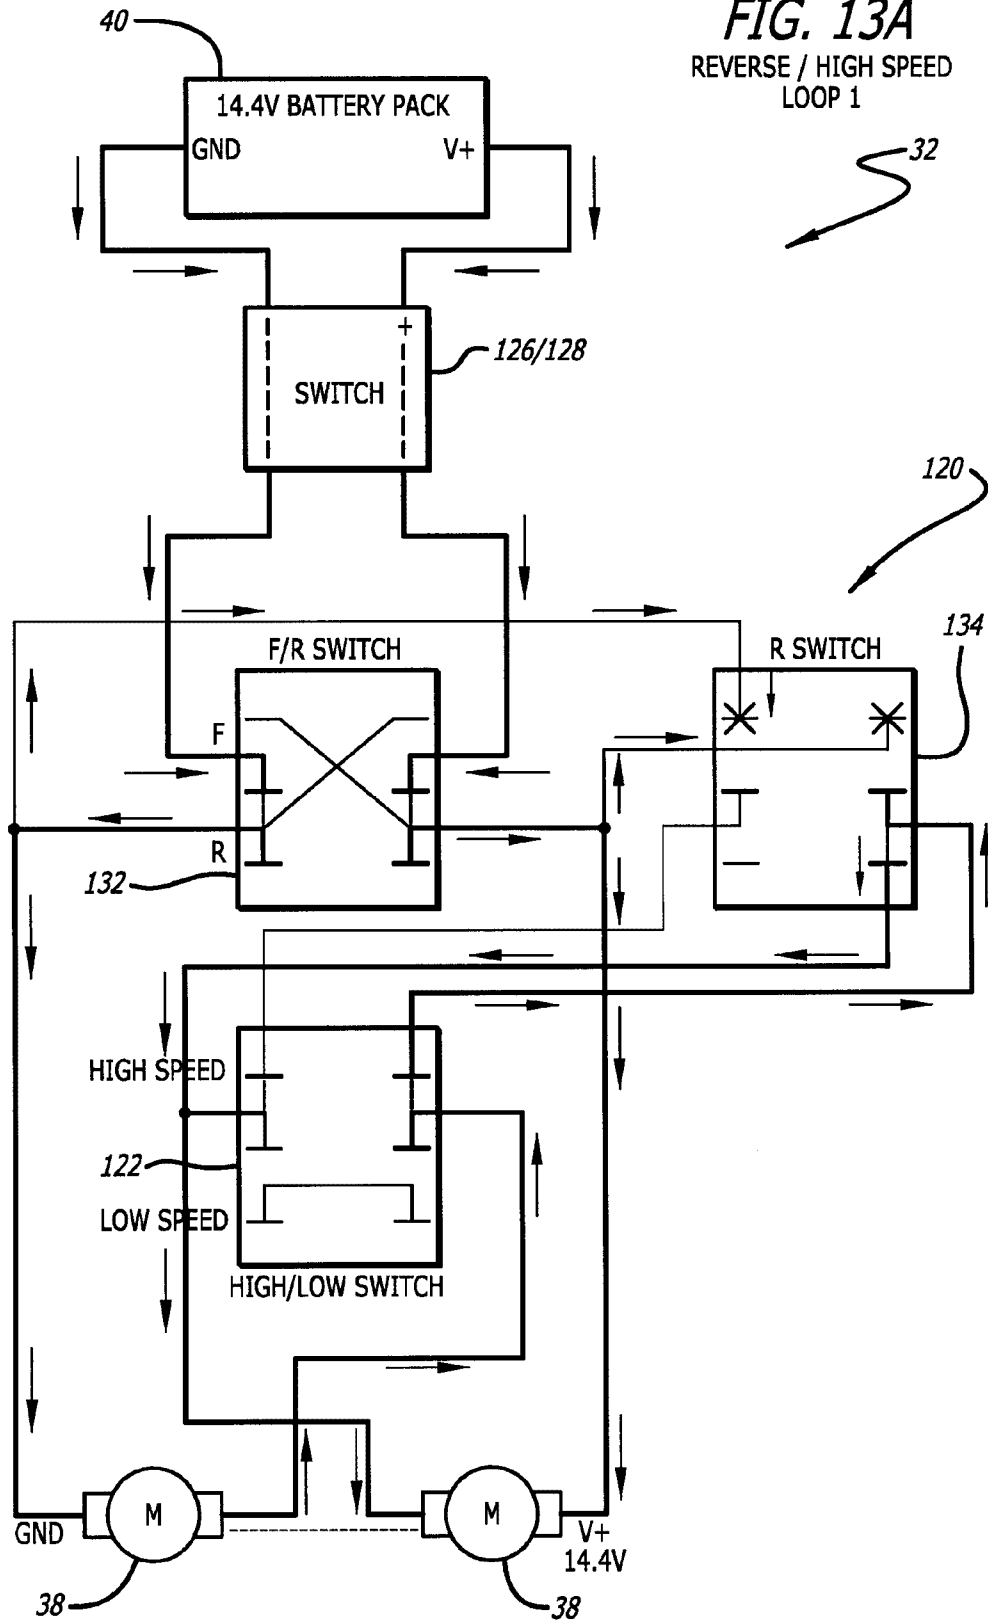 FIG. 13A
REVERSE / HIGH SPEED
LOOP 1
40
14.4V BATTERY PACK
GND V+
32
+
126/128
SWITCH
120
134
F/R SWITCH
R SWITCH
F
R
132
HIGH SPEED
122
LOW SPEED
HIGH/LOW SWITCH
M
M
GND
V+
14.4V
38
38